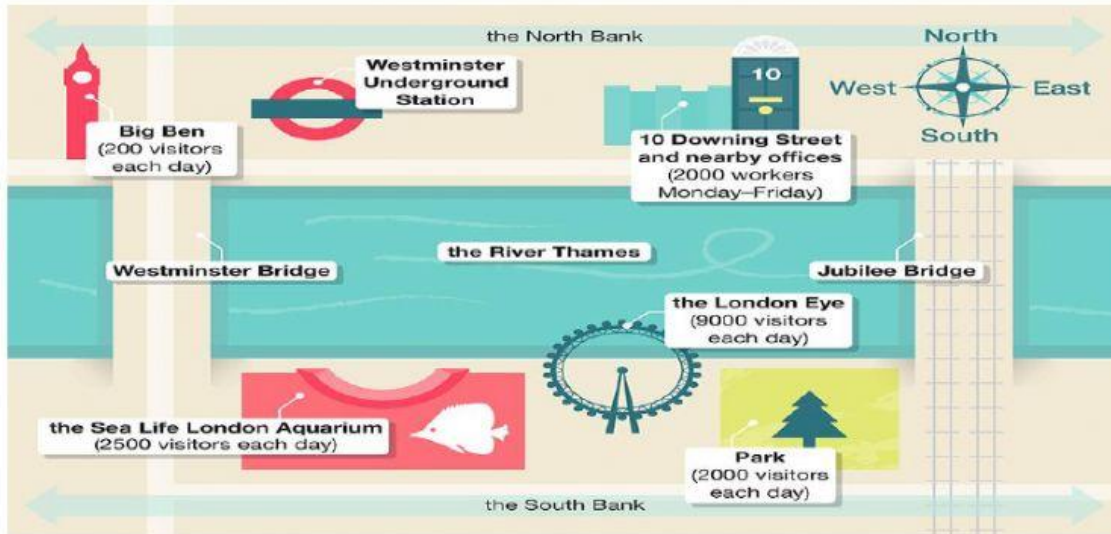 the North Bank
North
West
East
South
Westminster
Underground
Station
Big Ben
(200 visitors
each day)
10
10 Downing Street
and nearby offices
(2000 workers
Monday–Friday)
Westminster Bridge
the River Thames
Jubilee Bridge
the London Eye
(9000 visitors
each day)
the Sea Life London Aquarium
(2500 visitors each day)
Park
(2000 visitors
each day)
the South Bank